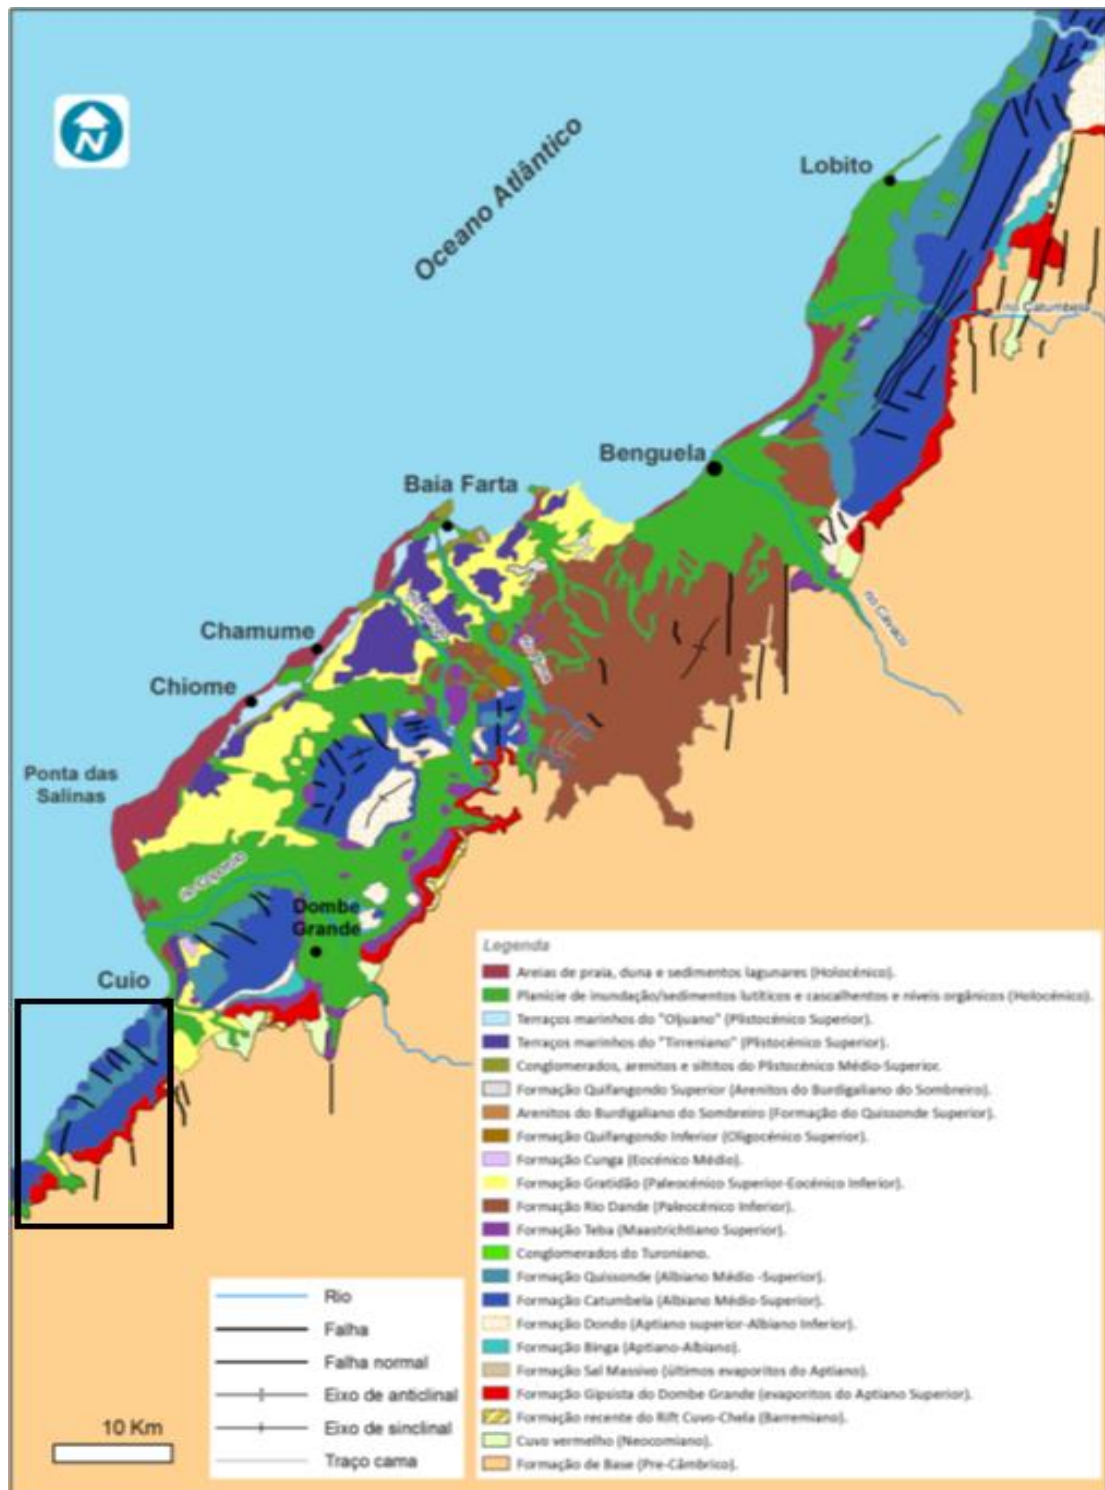 N
Oceano Atlântico
Lobito
rio Catumbela
Benguela
Baia Farta
rio Cavaco
Chamume
Chiome
Ponta das
Salinas
Dombe
Grande
Cuio
Legenda
Areias de praia, duna e sedimentos lagunares (Holocénico).
Planície de inundação/sedimentos lutíticos e cascalhentos e níveis orgânicos (Holocénico).
Terraços marinhos do "Oljuano" (Plistocénico Superior).
Terraços marinhos do "Tirreniano" (Plistocénico Superior).
Conglomerados, arenitos e siltitos do Plistocénico Médio-Superior.
Formação Quifangondo Superior (Arenitos do Burdigaliano do Sombreiro).
Arenitos do Burdigaliano do Sombreiro (Formação do Quissonde Superior).
Formação Quifangondo Inferior (Oligocénico Superior).
Formação Cunga (Eocénico Médio).
Formação Gratidão (Paleocénico Superior-Eocénico Inferior).
Formação Rio Dande (Paleocénico Inferior).
Formação Teba (Maastrichtiano Superior).
Conglomerados do Turoniano.
Formação Quissonde (Albiano Médio -Superior).
Formação Catumbela (Albiano Médio-Superior).
Formação Dondo (Aptiano superior-Albiano Inferior).
Formação Binga (Aptiano-Albiano).
Formação Sal Massivo (últimos evaporitos do Aptiano).
Formação Gipsista do Dombe Grande (evaporitos do Aptiano Superior).
Formação recente do Rift Cuvo-Chela (Barremiano).
Cuvo vermelho (Neocomiano).
Formação de Base (Pre-Câmbrico).
Rio
Falha
Falha normal
Eixo de anticlinal
Eixo de sinclinal
Traço cama
10 Km